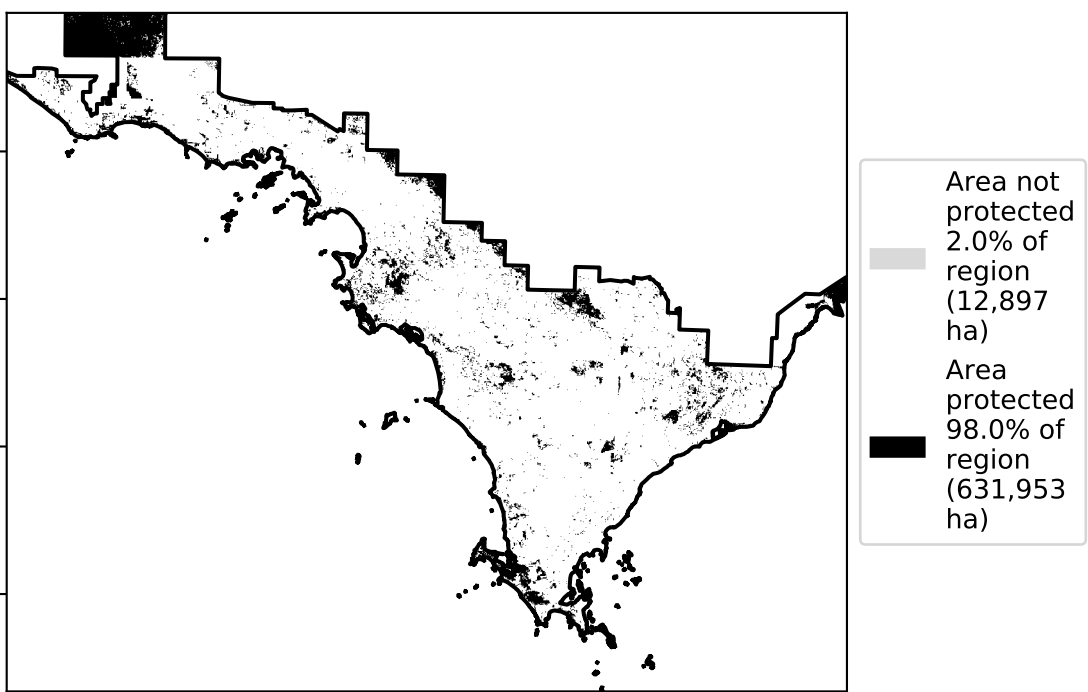 Area not
protected
2.0% of
region
(12,897
ha)
Area
protected
98.0% of
region
(631,953
ha)